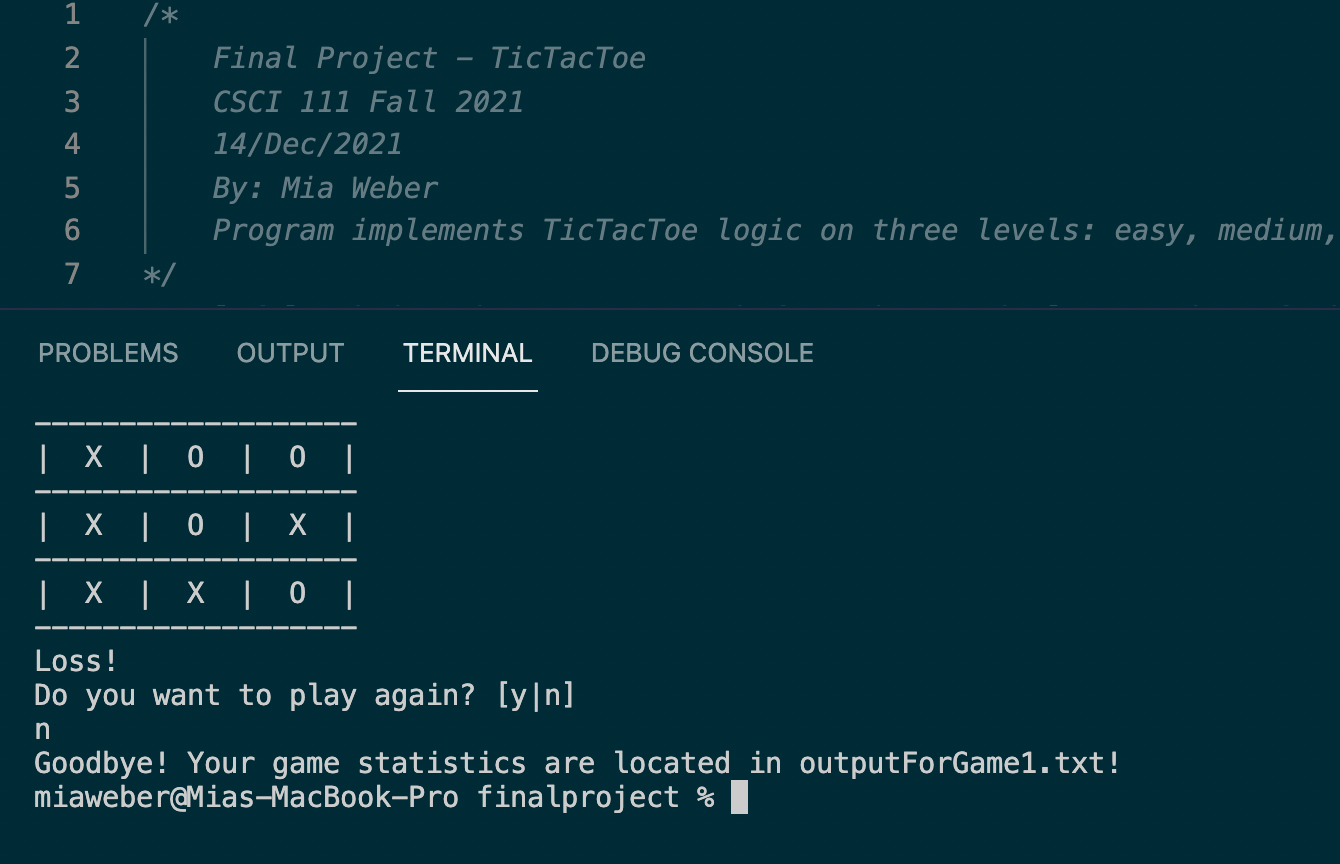 1 /*
2 Final Project - TicTacToe
3 CSCI 111 Fall 2021
4 14/Dec/2021
5 By: Mia Weber
6 Program implements TicTacToe logic on three levels: easy, medium,
7 */
PROBLEMS OUTPUT TERMINAL DEBUG CONSOLE
-------------------
| X | O | O |
-------------------
| X | O | X |
-------------------
| X | X | O |
-------------------
Loss!
Do you want to play again? [y|n]
n
Goodbye! Your game statistics are located in outputForGame1.txt!
miaweber@Mias-MacBook-Pro finalproject %